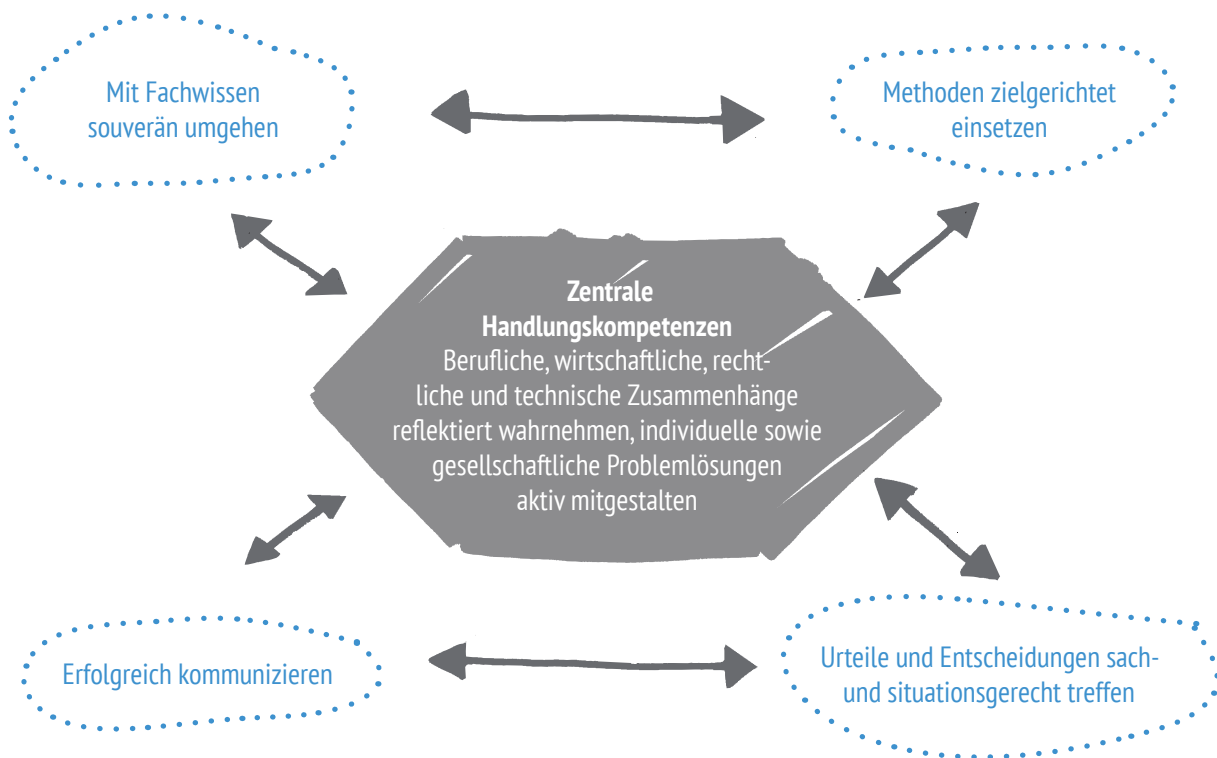 Mit Fachwissen
souverän umgehen
Methoden zielgerichtet
einsetzen
Zentrale
Handlungskompetenzen
Berufliche, wirtschaftliche, recht-
liche und technische Zusammenhänge
reflektiert wahrnehmen, individuelle sowie
gesellschaftliche Problemlösungen
aktiv mitgestalten
Erfolgreich kommunizieren
Urteile und Entscheidungen sach-
und situationsgerecht treffen